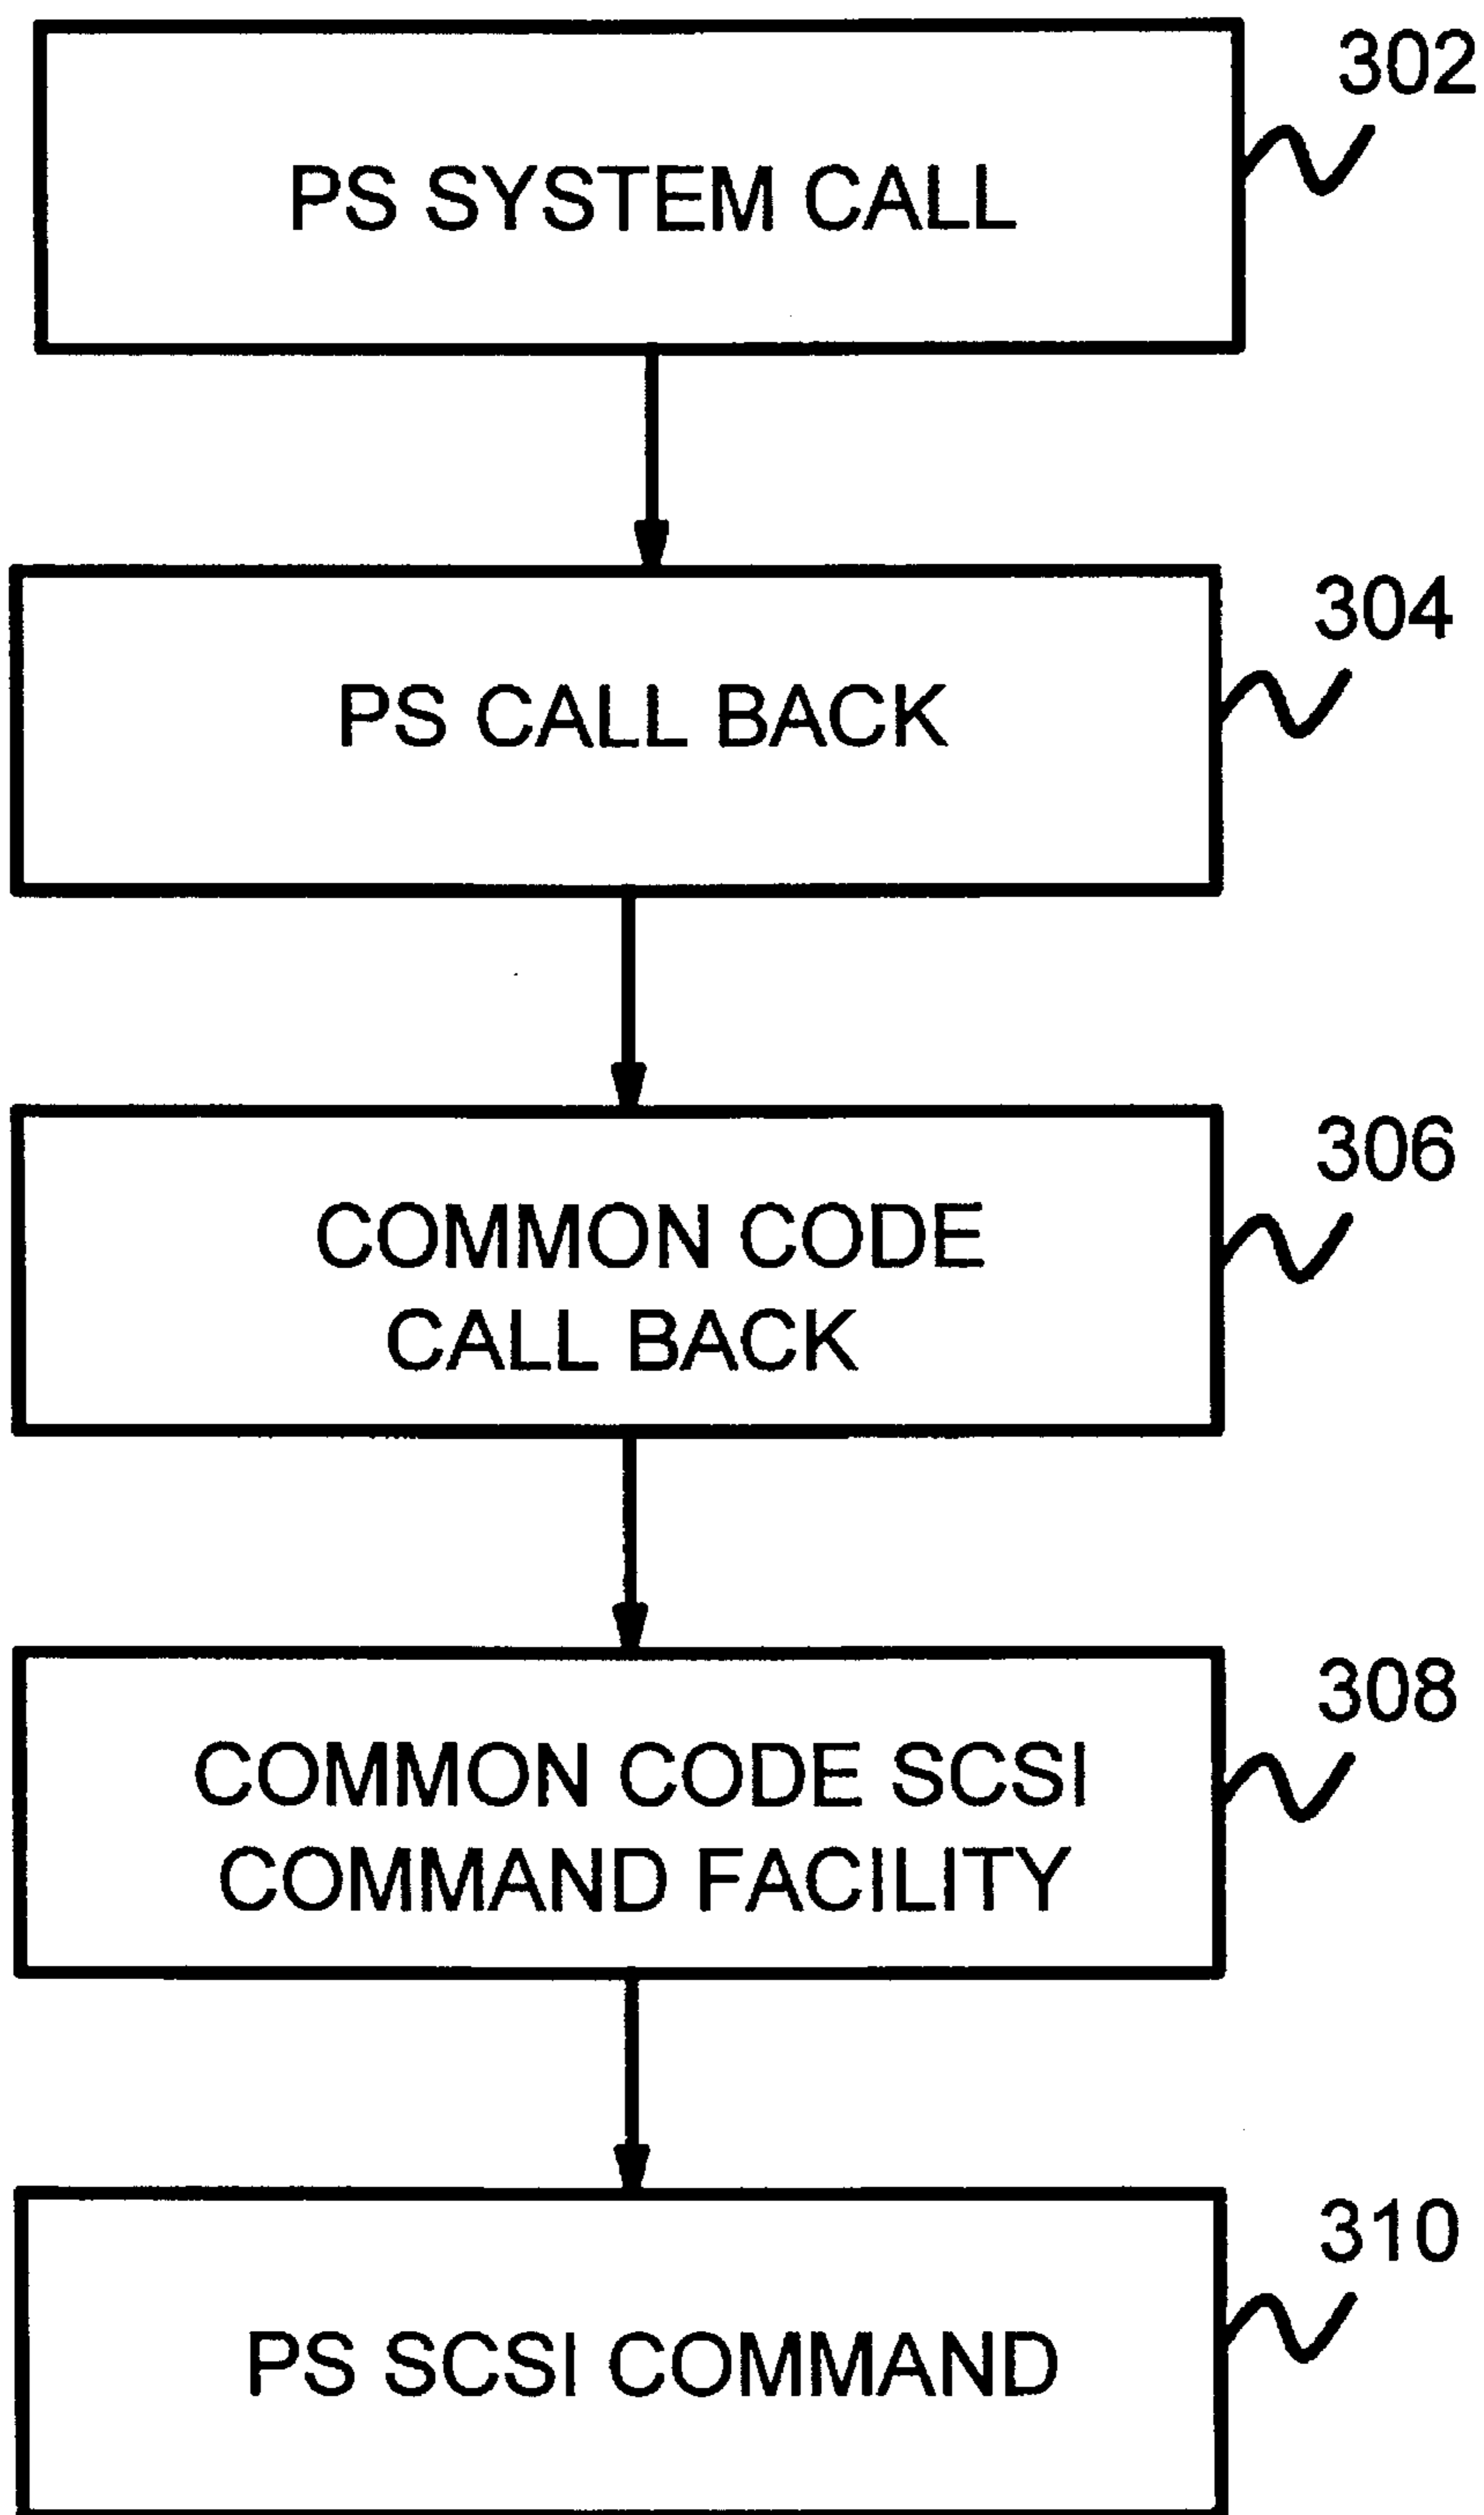 302
PS SYSTEM CALL
304
PS CALL BACK
306
COMMON CODE
CALL BACK
308
COMMON CODE SCSI
COMMAND FACILITY
310
PS SCSI COMMAND